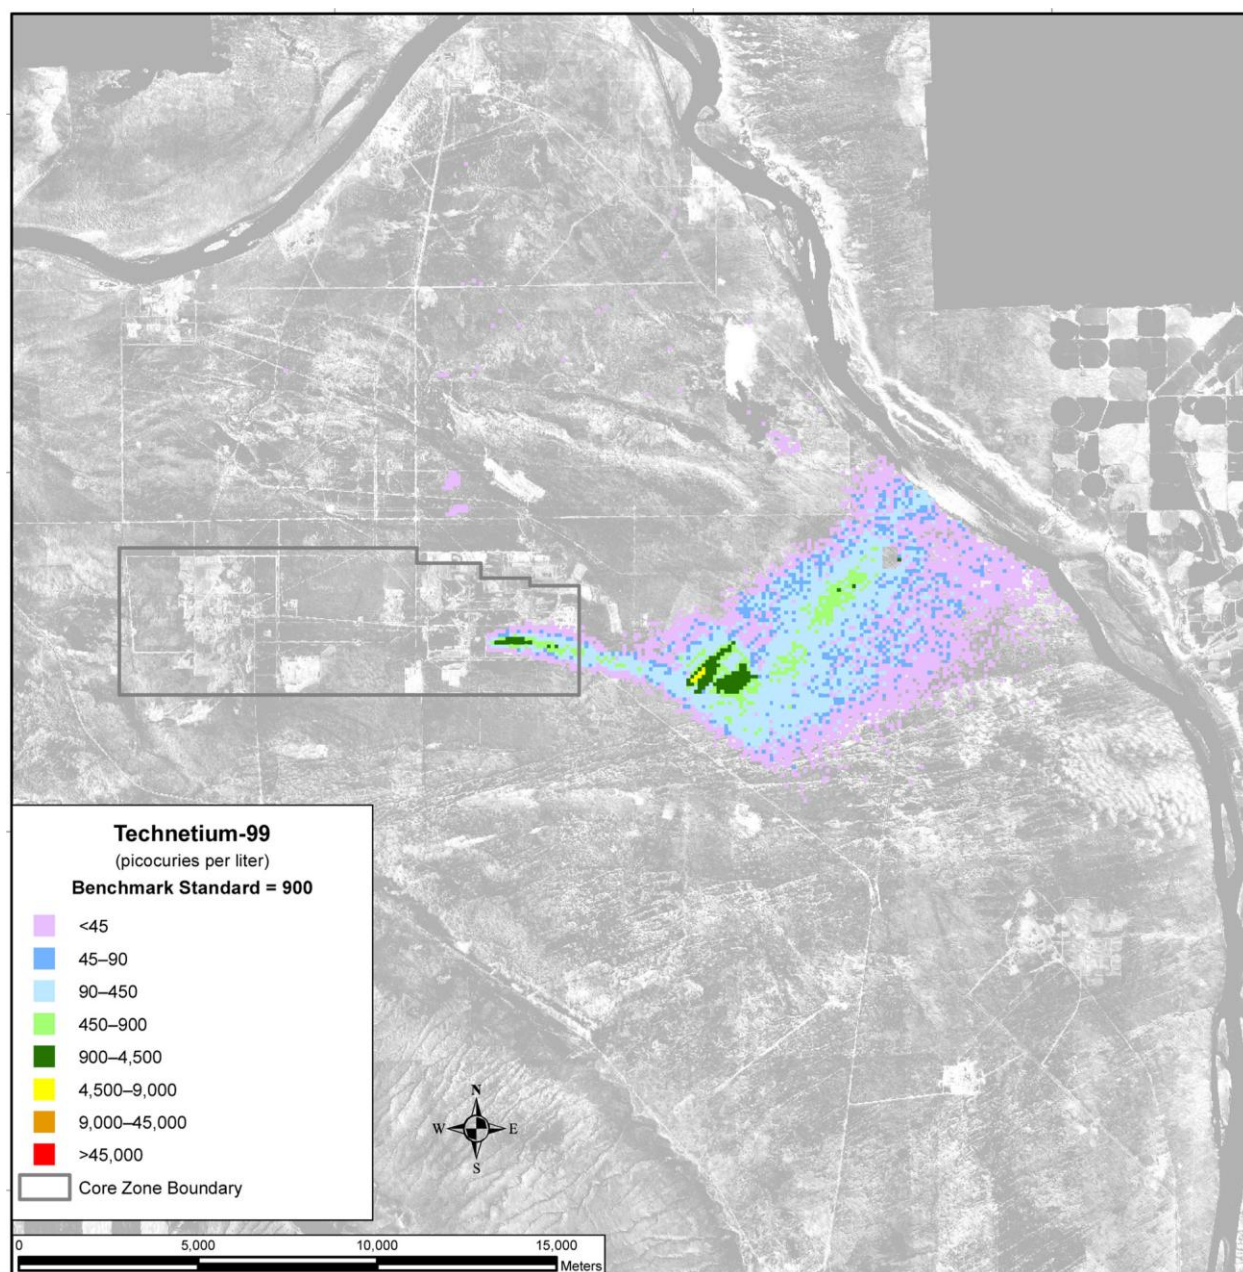 Technetium-99
(picocuries per liter)
Benchmark Standard = 900
<45
45–90
90–450
450–900
900–4,500
4,500–9,000
9,000–45,000
>45,000
Core Zone Boundary
N
W E
S
0 5,000 10,000 15,000
Meters